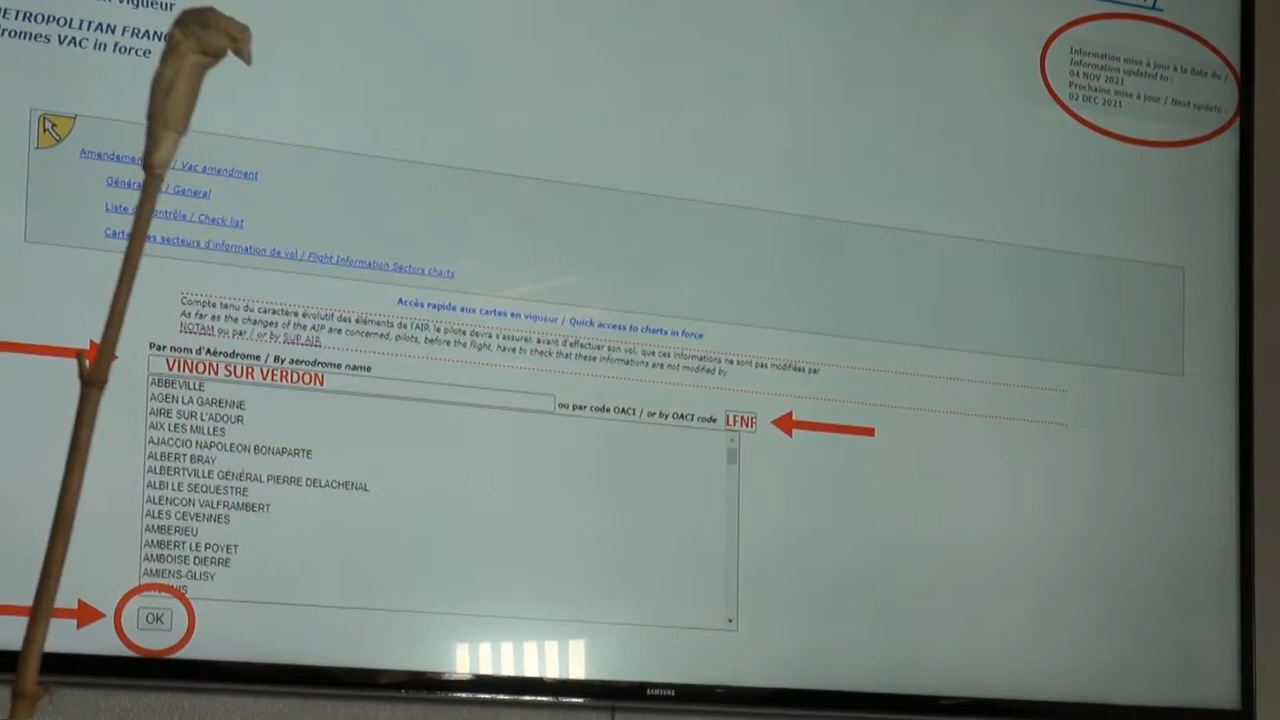 vigueur
METROPOLITAN FRANC
romes VAC in force
Information mise à jour à la date du /
Information updated to :
04 NOV 2021
Prochaine mise à jour / Next update :
02 DEC 2021
Amendemen / Vac amendment
Généra / General
Liste contrôle / Check list
Carte des secteurs d'information de vol / Flight Information Sectors charts
Accès rapide aux cartes en vigueur / Quick access to charts in force
Compte tenu du caractère évolutif des éléments de l'AIP, le pilote devra s'assurer, avant d'effectuer son vol, que ces informations ne sont pas modifiées par
As far as the changes of the AIP are concerned, pilots, before the flight, have to check that these informations are not modified by
NOTAM ou par / or by SUP AIP
Par nom d'Aérodrome / By aerodrome name
VINON SUR VERDON
ou par code OACI / or by OACI code LFNF
ABBEVILLE
AGEN LA GARENNE
AIRE SUR L'ADOUR
AIX LES MILLES
AJACCIO NAPOLEON BONAPARTE
ALBERT BRAY
ALBERTVILLE GÉNÉRAL PIERRE DELACHENAL
ALBI LE SEQUESTRE
ALENCON VALFRAMBERT
ALES CEVENNES
AMBERIEU
AMBERT LE POYET
AMBOISE DIERRE
AMIENS-GLISY
OK
SAMSUNG